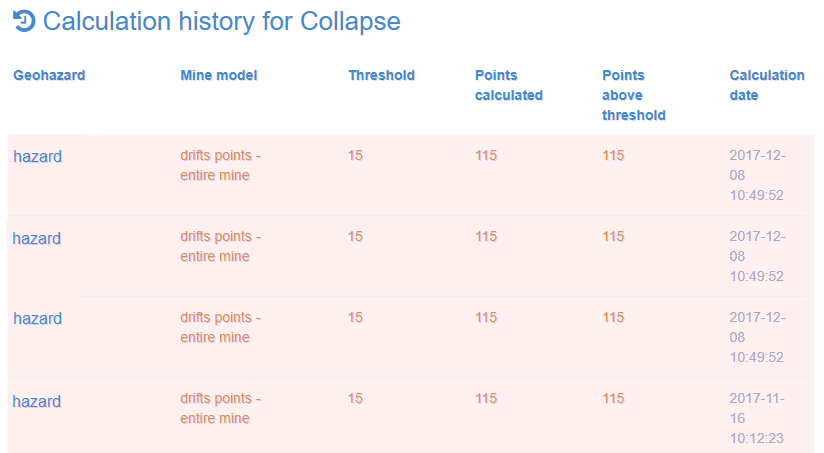 Calculation history for Collapse
Geohazard Mine model Threshold Points calculated Points above threshold Calculation date
hazard drifts points - entire mine 15 115 115 2017-12-08 10:49:52
hazard drifts points - entire mine 15 115 115 2017-12-08 10:49:52
hazard drifts points - entire mine 15 115 115 2017-12-08 10:49:52
hazard drifts points - entire mine 15 115 115 2017-11-16 10:12:23